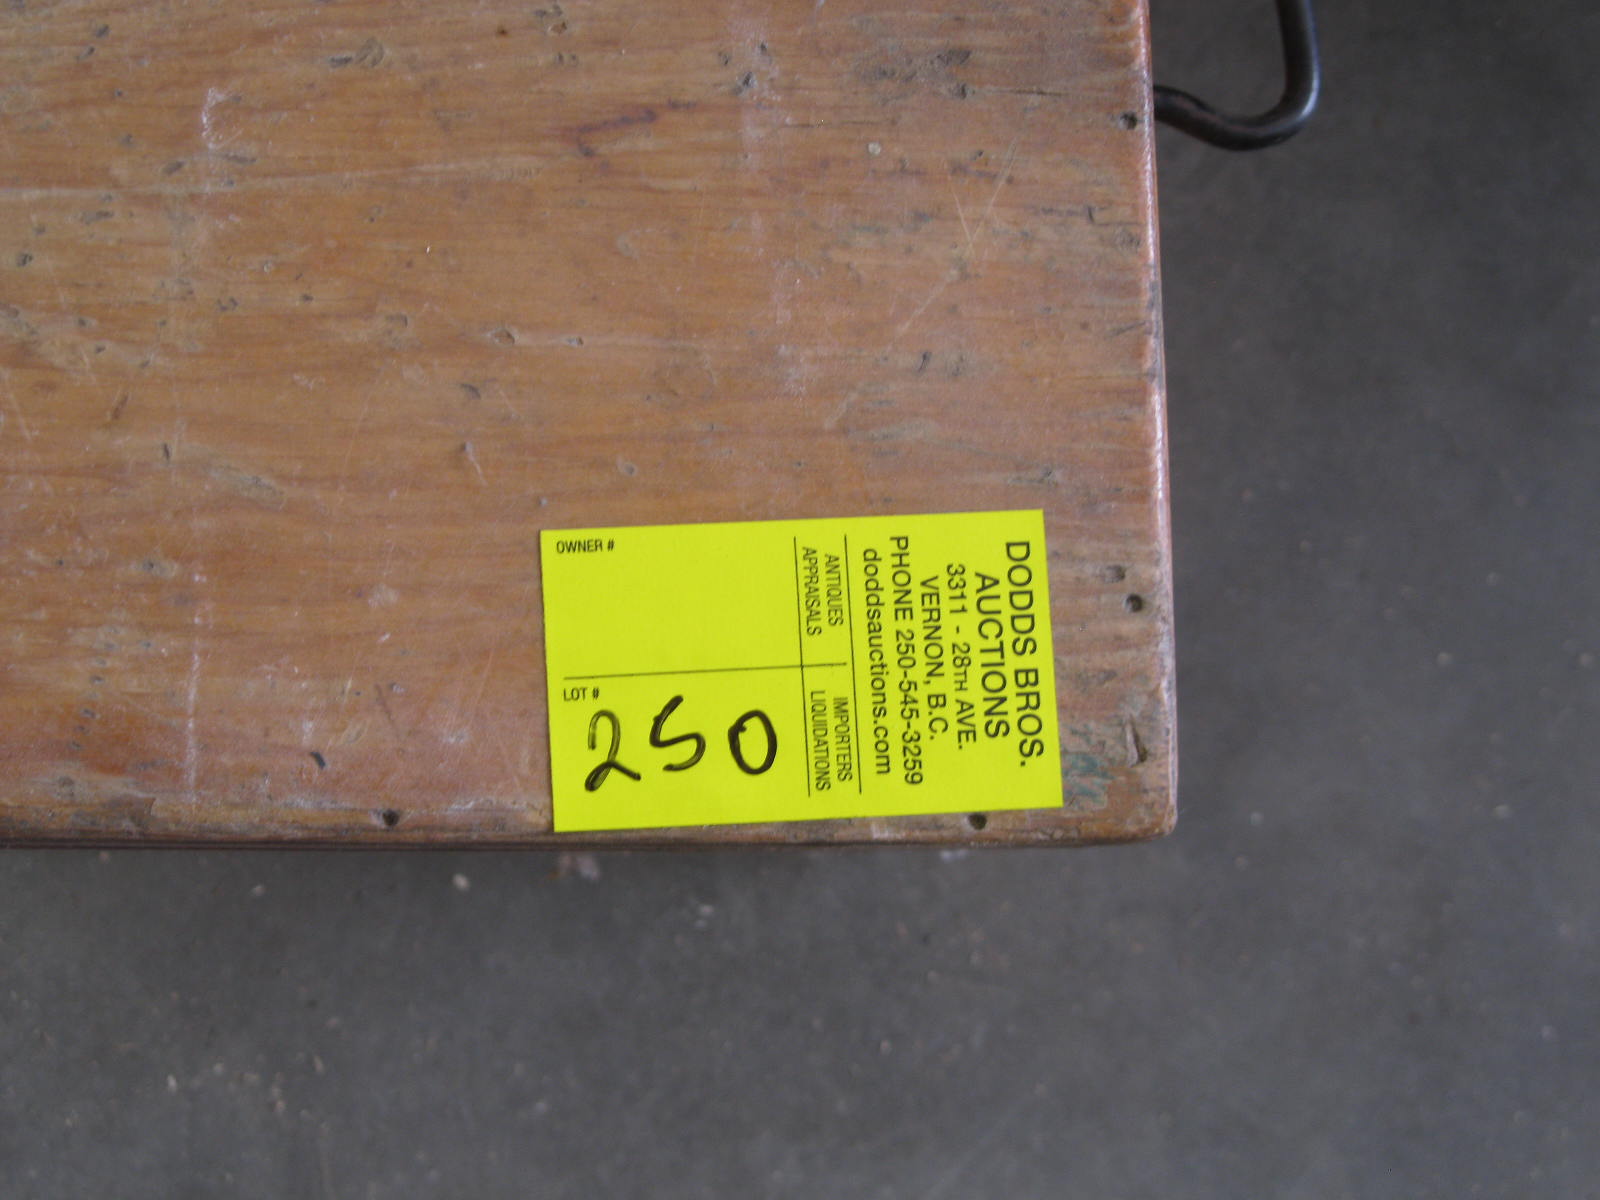 DODDS BROS.
AUCTIONS
3311 - 28TH AVE.
VERNON, B.C.
PHONE 250-545-3259
doddsauctions.com
ANTIQUES IMPORTERS
APPRAISALS LIQUIDATIONS
OWNER #
LOT #
250